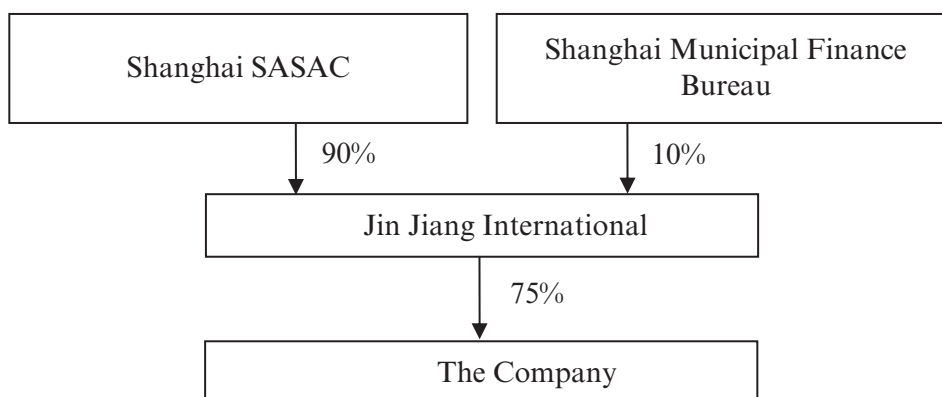 Shanghai SASAC
Shanghai Municipal Finance
Bureau
90%
10%
Jin Jiang International
75%
The Company